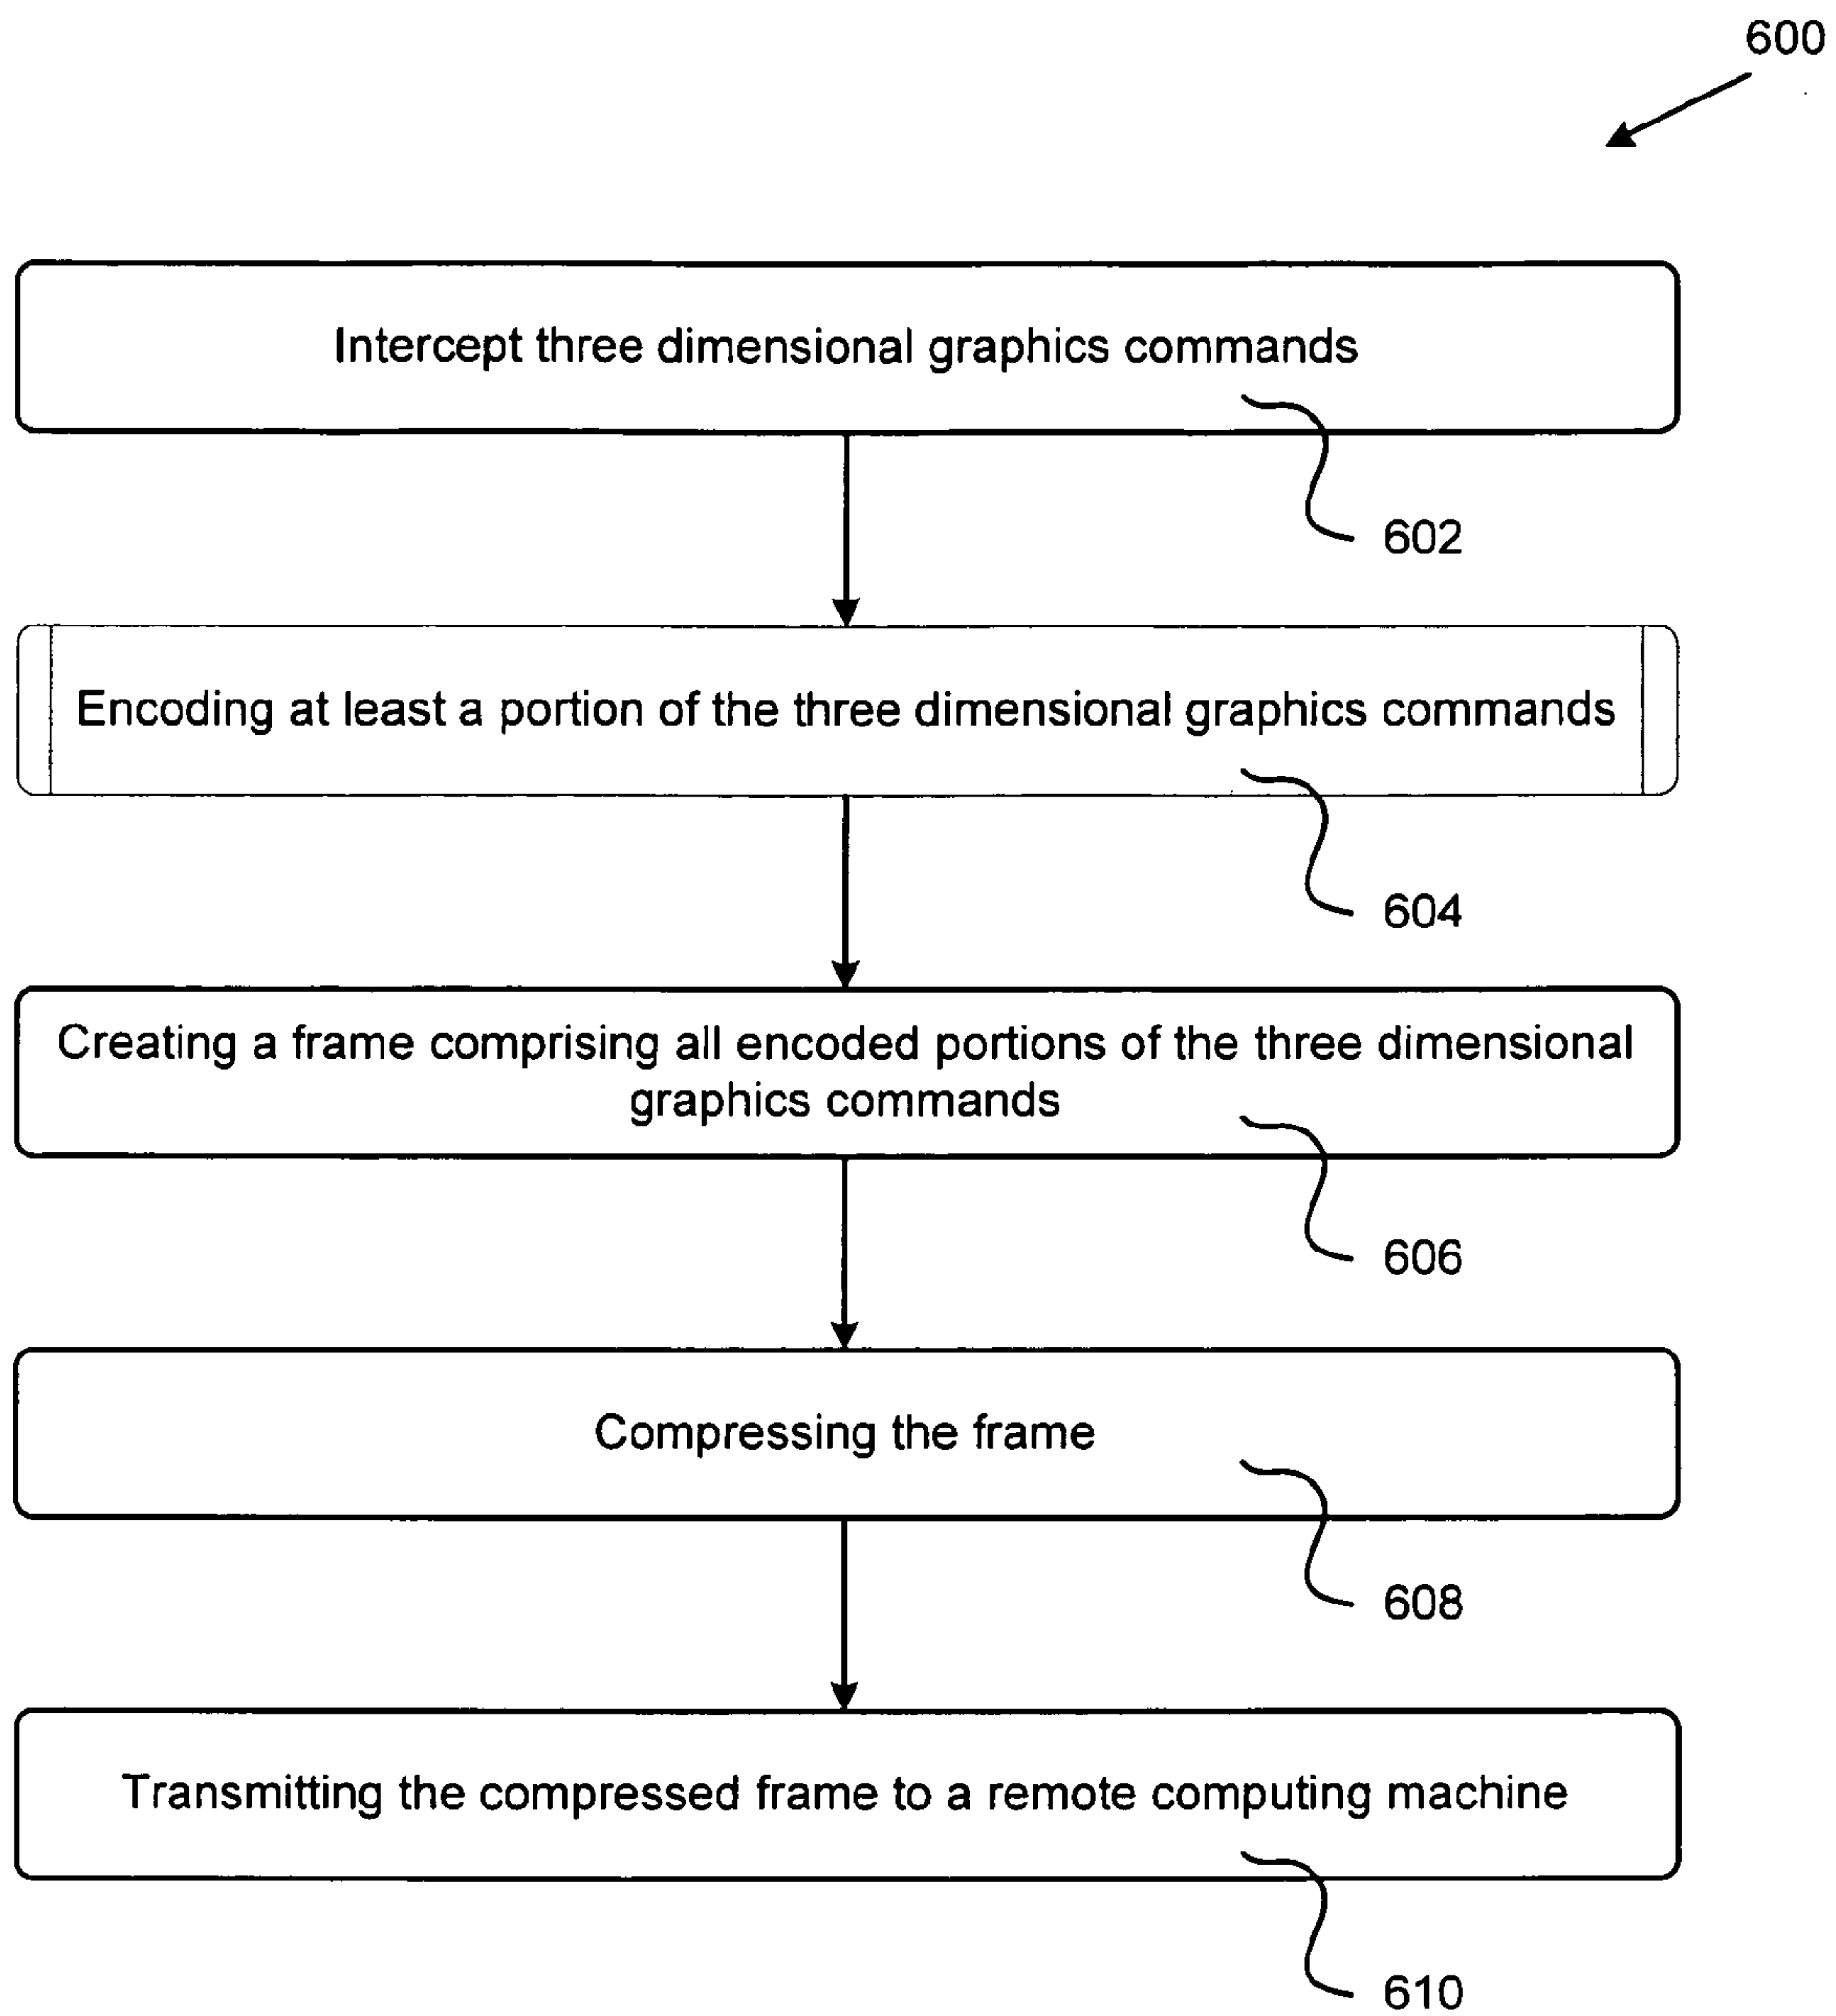 600
Intercept three dimensional graphics commands
602
Encoding at least a portion of the three dimensional graphics commands
604
Creating a frame comprising all encoded portions of the three dimensional
graphics commands
606
Compressing the frame
608
Transmitting the compressed frame to a remote computing machine
610